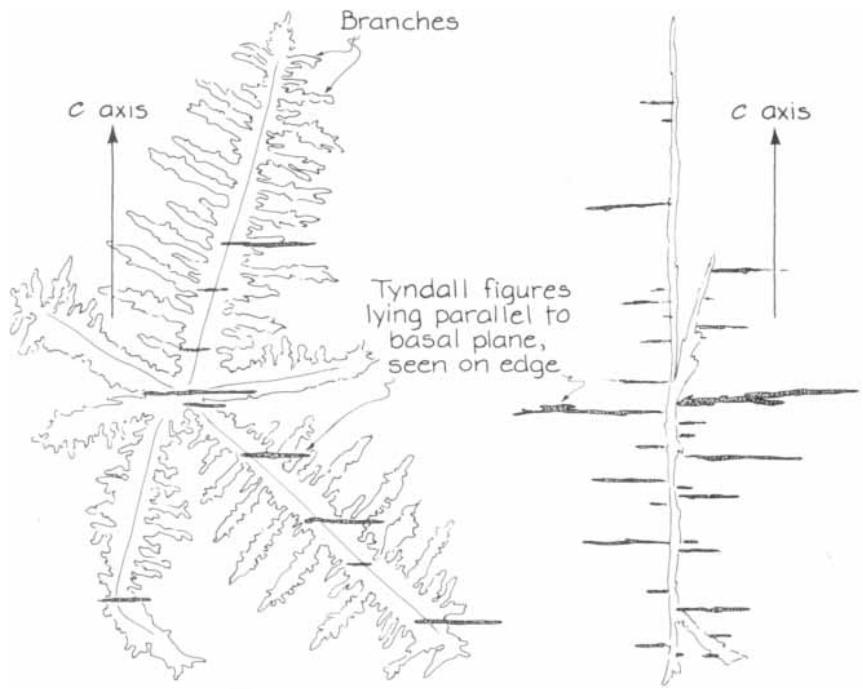 Branches
c axis
c axis
Tyndall figures
lying parallel to
basal plane,
seen on edge